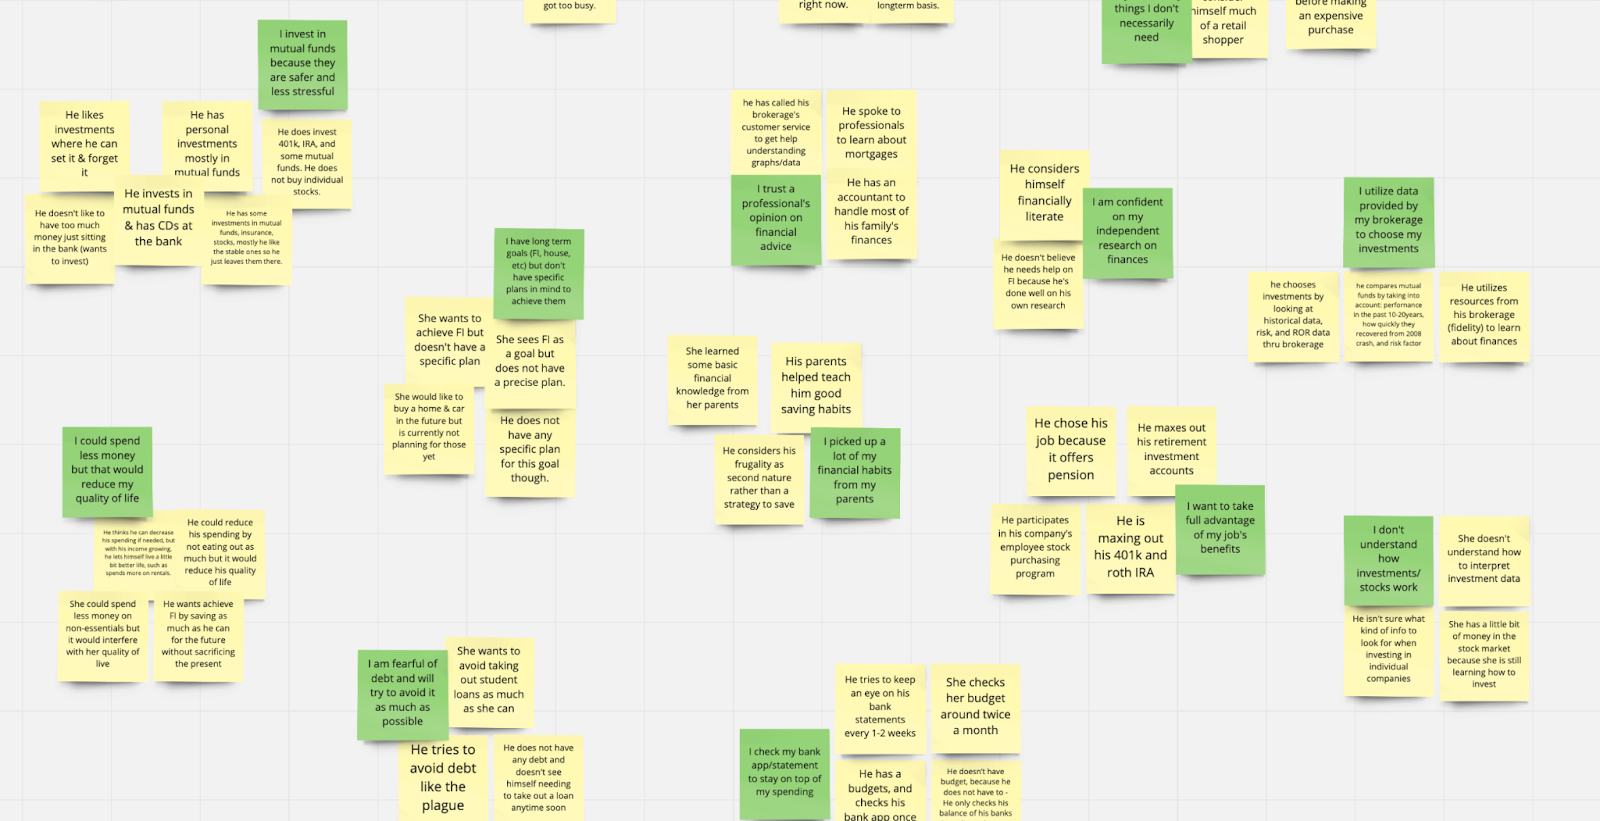 got too busy.
right now.
longterm basis.
things I don't
necessarily
need
himself much
of a retail
shopper
before making
an expensive
purchase
I invest in
mutual funds
because they
are safer and
less stressful
He likes
investments
where he can
set it & forget
it
He has
personal
investments
mostly in
mutual funds
He does invest
401k, IRA, and
some mutual
funds. He does
not buy individual
stocks.
He doesn't like to
have too much
money just sitting
in the bank (wants
to invest)
He invests in
mutual funds
& has CDs at
the bank
He has some
investments in mutual
funds, insurance,
stocks, mostly he like
the stable ones so he
just leaves them there.
I have long term
goals (FI, house,
etc) but don't
have specific
plans in mind to
achieve them
She wants to
achieve FI but
doesn't have a
specific plan
She sees FI as
a goal but
does not have
a precise plan.
She would like to
buy a home & car
in the future but
is currently not
planning for those
yet
He does not
have any
specific plan
for this goal
though.
he has called his
brokerage's
customer service
to get help
understanding
graphs/data
He spoke to
professionals
to learn about
mortgages
I trust a
professional's
opinion on
financial
advice
He has an
accountant to
handle most of
his family's
finances
He considers
himself
financially
literate
I am confident
on my
independent
research on
finances
He doesn't believe
he needs help on
FI because he's
done well on his
own research
I utilize data
provided by
my brokerage
to choose my
investments
he chooses
investments by
looking at
historical data,
risk, and ROR data
thru brokerage
he compares mutual
funds by taking into
account: perfornance
in the past 10-20years,
how quickly they
recovered from 2008
crash, and risk factor
He utilizes
resources from
his brokerage
(fidelity) to learn
about finances
She learned
some basic
financial
knowledge from
her parents
His parents
helped teach
him good
saving habits
He considers his
frugality as
second nature
rather than a
strategy to save
I picked up a
lot of my
financial habits
from my
parents
He chose his
job because
it offers
pension
He maxes out
his retirement
investment
accounts
He participates
in his company's
employee stock
purchasing
program
He is
maxing out
his 401k and
roth IRA
I want to take
full advantage
of my job's
benefits
I could spend
less money
but that would
reduce my
quality of life
He thinks he can decrease
his spending if needed, but
with his income growing,
he lets himself live a little
bit better life, such as
spends more on rentals.
He could reduce
his spending by
not eating out as
much but it would
reduce his quality
of life
She could spend
less money on
non-essentials but
it would interfere
with her quality of
live
He wants achieve
FI by saving as
much as he can
for the future
without sacrificing
the present
I don't
understand
how
investments/
stocks work
She doesn't
understand how
to interpret
investment data
He isn't sure what
kind of info to
look for when
investing in
individual
companies
She has a little bit
of money in the
stock market
because she is still
learning how to
invest
I am fearful of
debt and will
try to avoid it
as much as
possible
She wants to
avoid taking
out student
loans as much
as she can
He tries to
avoid debt
like the
plague
He does not have
any debt and
doesn't see
himself needing
to take out a loan
anytime soon
I check my bank
app/statement
to stay on top of
my spending
He tries to keep
an eye on his
bank
statements
every 1-2 weeks
She checks
her budget
around twice
a month
He has a
budgets, and
checks his
bank app once
He doesn't have
budget, because he
does not have to -
He only checks his
balance of his banks